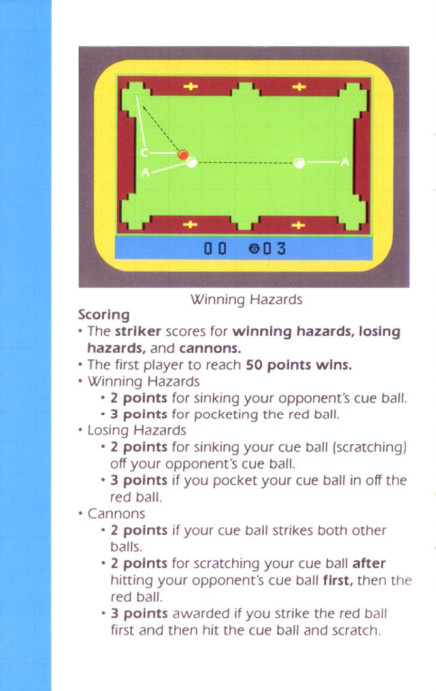 C
A
A
00 03
Winning Hazards
Scoring
• The striker scores for winning hazards, losing
hazards, and cannons.
• The first player to reach 50 points wins.
• Winning Hazards
• 2 points for sinking your opponent's cue ball.
• 3 points for pocketing the red ball.
• Losing Hazards
• 2 points for sinking your cue ball (scratching)
off your opponent's cue ball.
• 3 points if you pocket your cue ball in off the
red ball.
• Cannons
• 2 points if your cue ball strikes both other
balls.
• 2 points for scratching your cue ball after
hitting your opponent's cue ball first, then the
red ball.
• 3 points awarded if you strike the red ball
first and then hit the cue ball and scratch.